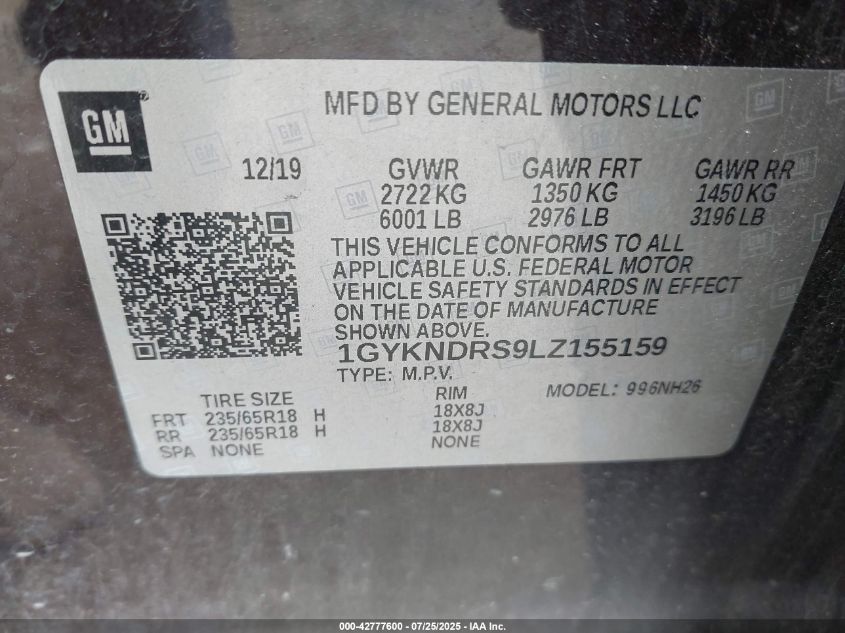 GM
MFD BY GENERAL MOTORS LLC
12/19 GVWR GAWR FRT GAWR RR
2722 KG 1350 KG 1450 KG
6001 LB 2976 LB 3196 LB
THIS VEHICLE CONFORMS TO ALL
APPLICABLE U.S. FEDERAL MOTOR
VEHICLE SAFETY STANDARDS IN EFFECT
ON THE DATE OF MANUFACTURE
SHOWN ABOVE.
1GYKNDRS9LZ155159
TYPE: M.P.V. MODEL: 996NH26
TIRE SIZE RIM
FRT 235/65R18 H 18X8J
RR 235/65R18 H 18X8J
SPA NONE NONE
000-42777600 / 07/25/2025 - IAA Inc.